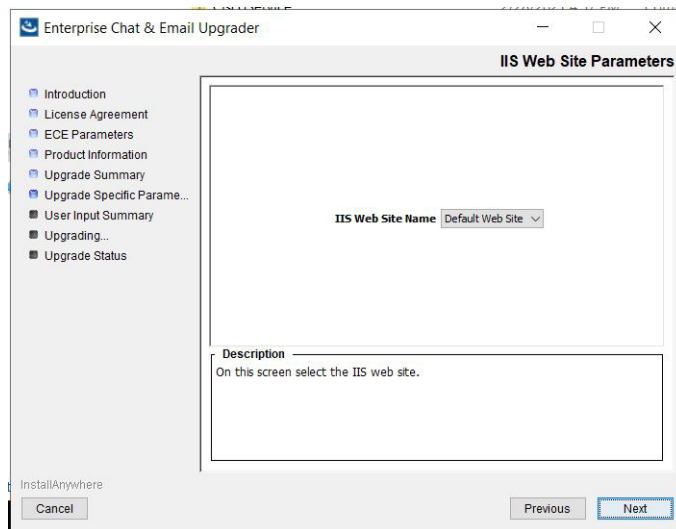 Enterprise Chat & Email Upgrader
IIS Web Site Parameters
Introduction
License Agreement
ECE Parameters
Product Information
Upgrade Summary
Upgrade Specific Parame...
User Input Summary
Upgrading...
Upgrade Status
IIS Web Site Name Default Web Site
Description
On this screen select the IIS web site.
InstallAnywhere
Cancel
Previous
Next